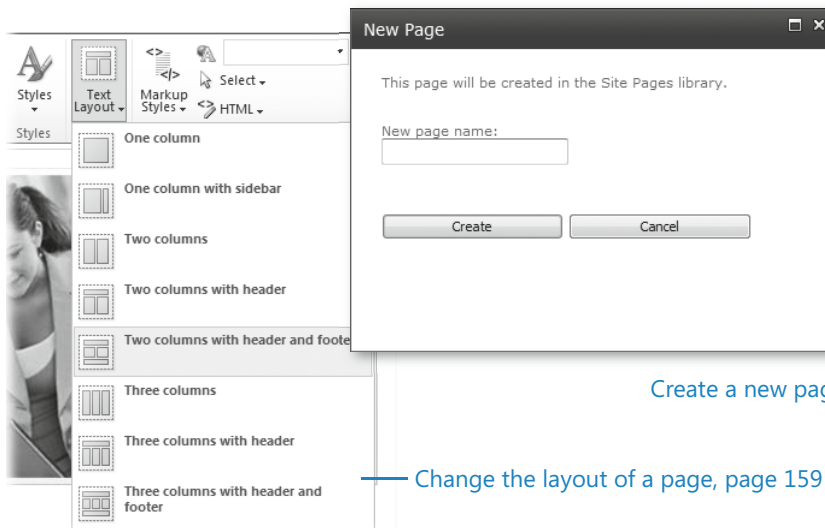 New Page
This page will be created in the Site Pages library.
New page name:
Create
Cancel
Styles
Text
Layout
Markup
Styles
Select
HTML
Styles
One column
One column with sidebar
Two columns
Two columns with header
Two columns with header and foote
Three columns
Three columns with header
Three columns with header and
footer
Create a new pag
Change the layout of a page, page 159